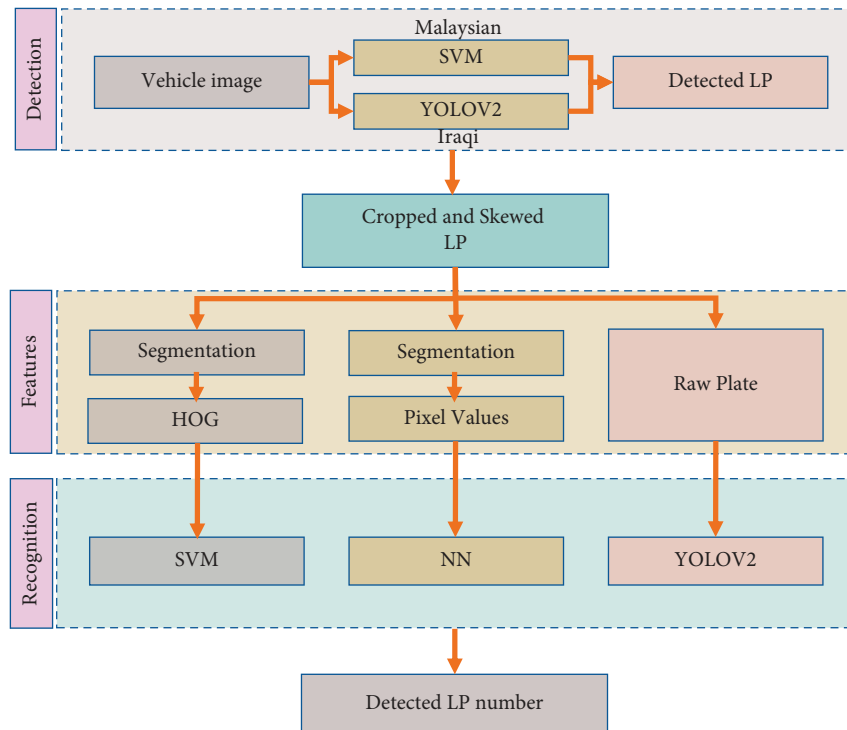 Detection
Malaysian
Vehicle image
SVM
Detected LP
YOLOV2
Iraqi
Cropped and Skewed
LP
Features
Segmentation
Segmentation
Raw Plate
HOG
Pixel Values
Recognition
SVM
NN
YOLOV2
Detected LP number